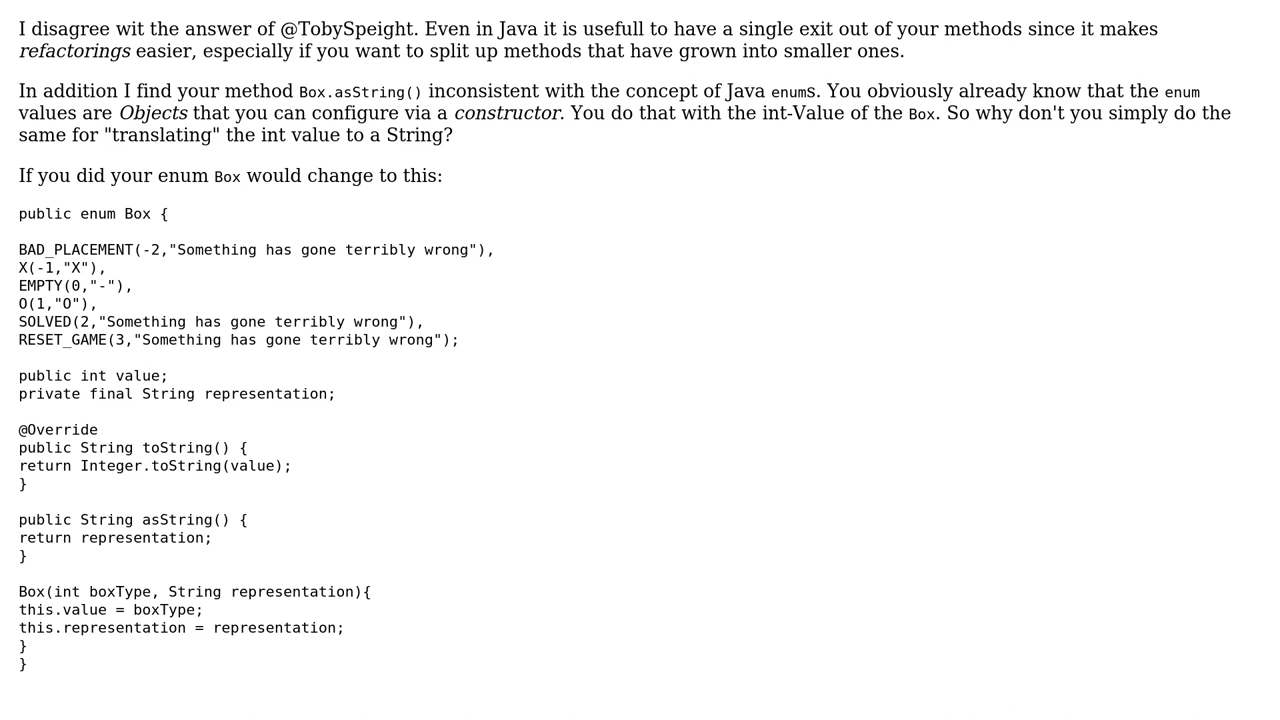 I disagree wit the answer of @TobySpeight. Even in Java it is usefull to have a single exit out of your methods since it makes
refactorings easier, especially if you want to split up methods that have grown into smaller ones.
In addition I find your method Box.asString() inconsistent with the concept of Java enums. You obviously already know that the enum
values are Objects that you can configure via a constructor. You do that with the int-Value of the Box. So why don't you simply do the
same for "translating" the int value to a String?
If you did your enum Box would change to this:
public enum Box {
BAD_PLACEMENT(-2,"Something has gone terribly wrong"),
X(-1,"X"),
EMPTY(0,"-"),
O(1,"O"),
SOLVED(2,"Something has gone terribly wrong"),
RESET_GAME(3,"Something has gone terribly wrong");
public int value;
private final String representation;
@Override
public String toString() {
return Integer.toString(value);
}
public String asString() {
return representation;
}
Box(int boxType, String representation){
this.value = boxType;
this.representation = representation;
}
}